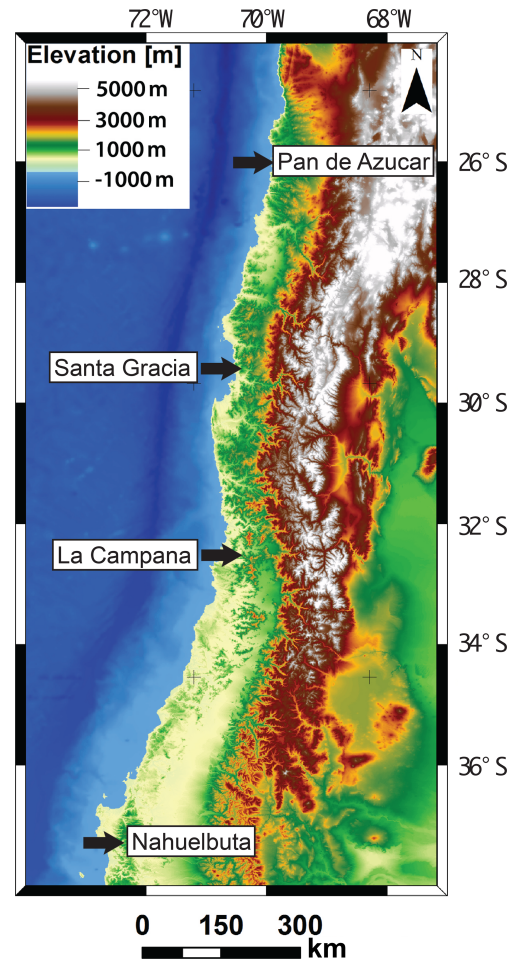 72°W 70°W 68°W
Elevation [m]
N
5000 m
3000 m
1000 m
-1000 m
Pan de Azucar
26° S
28° S
Santa Gracia
30° S
32° S
La Campana
34° S
36° S
Nahuelbuta
0 150 300
km